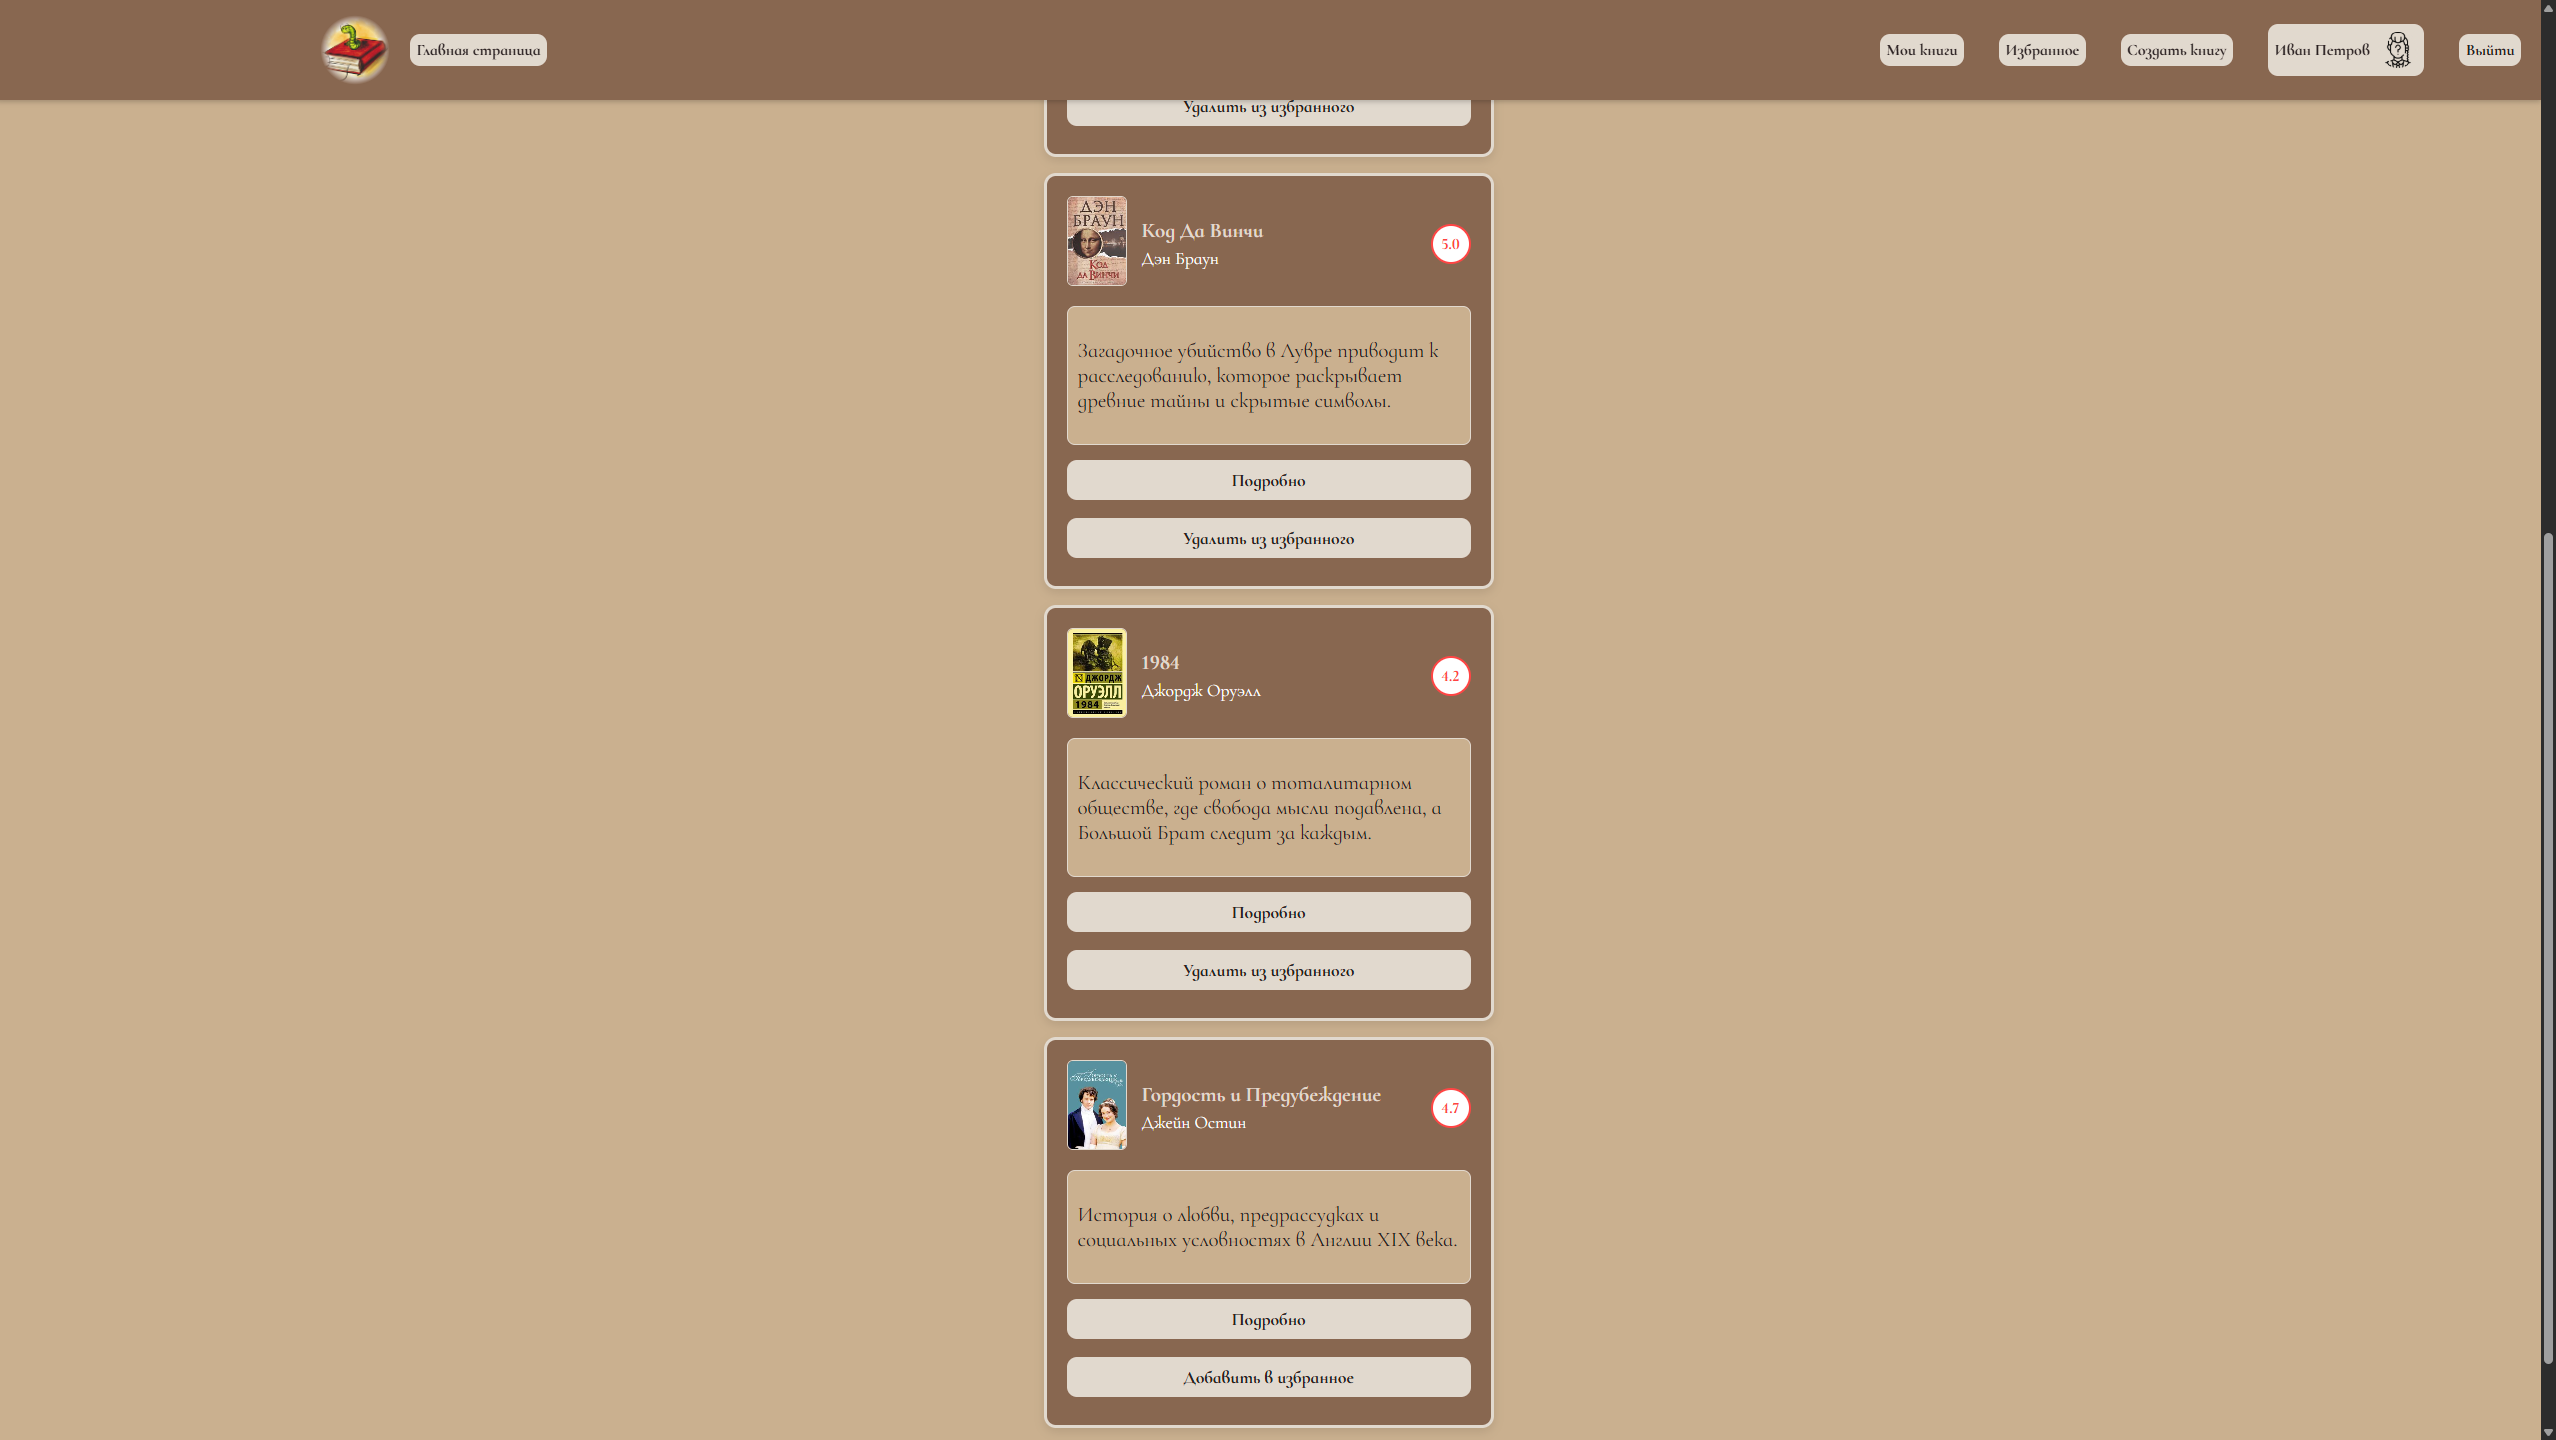 Главная страница
Мои книги
Избранное
Создать книгу
Иван Петров
Выйти
Удалить из избранного
ДЭН
БРАУН
Код
да Винчи
Код Да Винчи
Дэн Браун
5.0
Загадочное убийство в Лувре приводит к
расследованию, которое раскрывает
древние тайны и скрытые символы.
Подробно
Удалить из избранного
ДЖОРДЖ
ОРУЭЛЛ
1984
1984
Джордж Оруэлл
4.2
Классический роман о тоталитарном
обществе, где свобода мысли подавлена, а
Большой Брат следит за каждым.
Подробно
Удалить из избранного
Гордость и Предубеждение
Джейн Остин
4.7
История о любви, предрассудках и
социальных условностях в Англии XIX века.
Подробно
Добавить в избранное